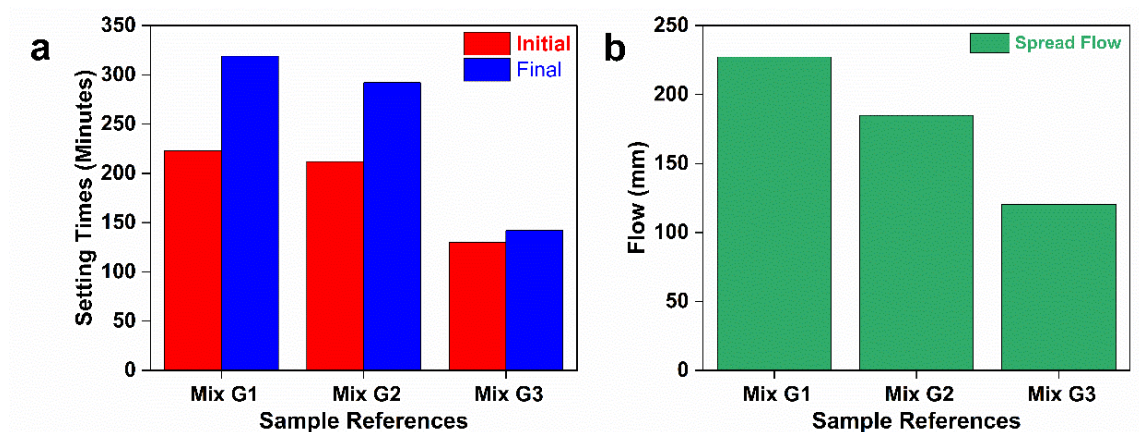 a
Initial
Final
350
300
250
200
150
100
50
0
Setting Times (Minutes)
Mix G1 Mix G2 Mix G3
Sample References
b
Spread Flow
250
200
150
100
50
0
Flow (mm)
Mix G1 Mix G2 Mix G3
Sample References